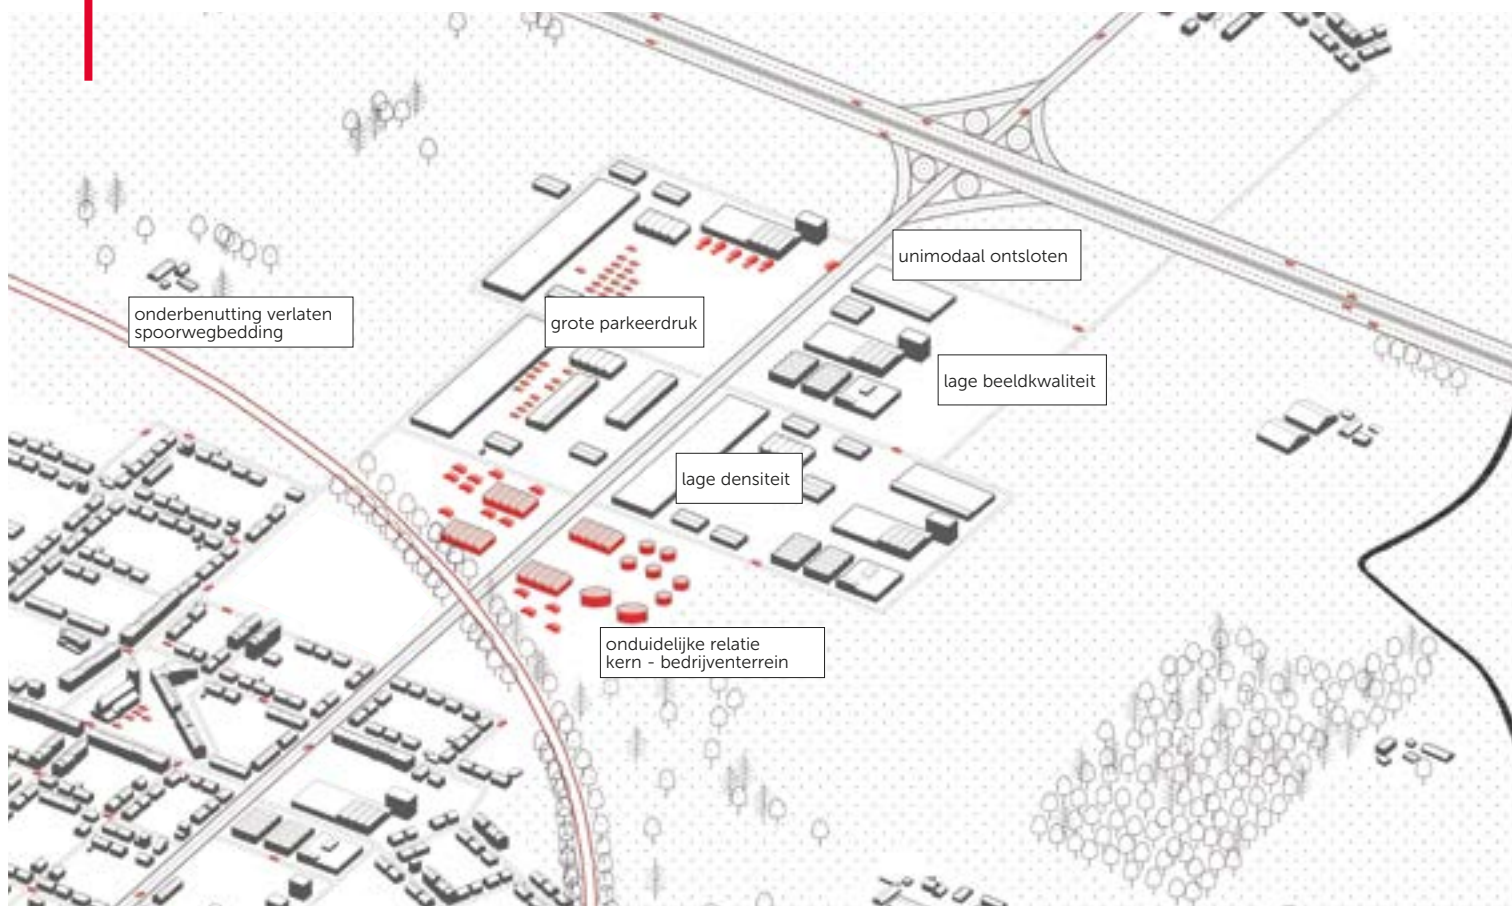 unimodaal ontsloten
onderbenutting verlaten
spoorwegbedding
grote parkeerdruk
lage beeldkwaliteit
lage densiteit
onduidelijke relatie
kern - bedrijventerrein